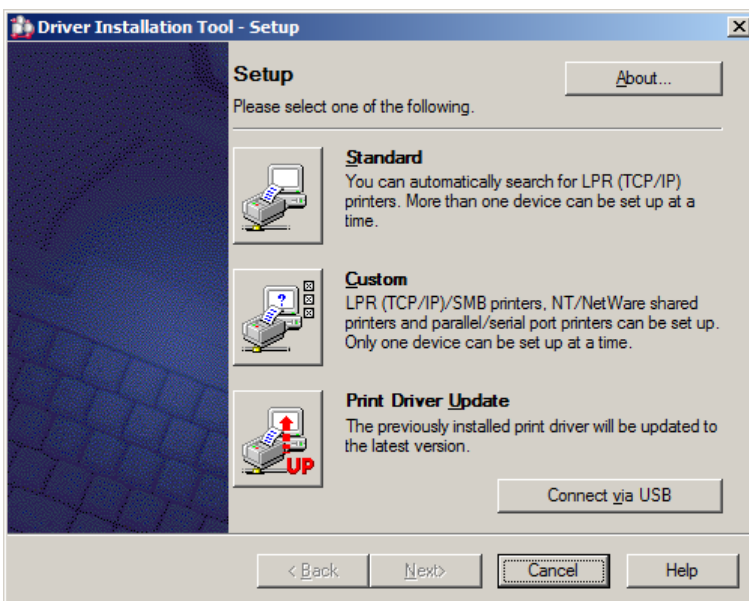 Driver Installation Tool - Setup
Setup
About...
Please select one of the following.
Standard
You can automatically search for LPR (TCP/IP)
printers. More than one device can be set up at a
time.
Custom
LPR (TCP/IP)/SMB printers, NT/NetWare shared
printers and parallel/serial port printers can be set up.
Only one device can be set up at a time.
Print Driver Update
The previously installed print driver will be updated to
the latest version.
UP
Connect via USB
< Back
Next>
Cancel
Help